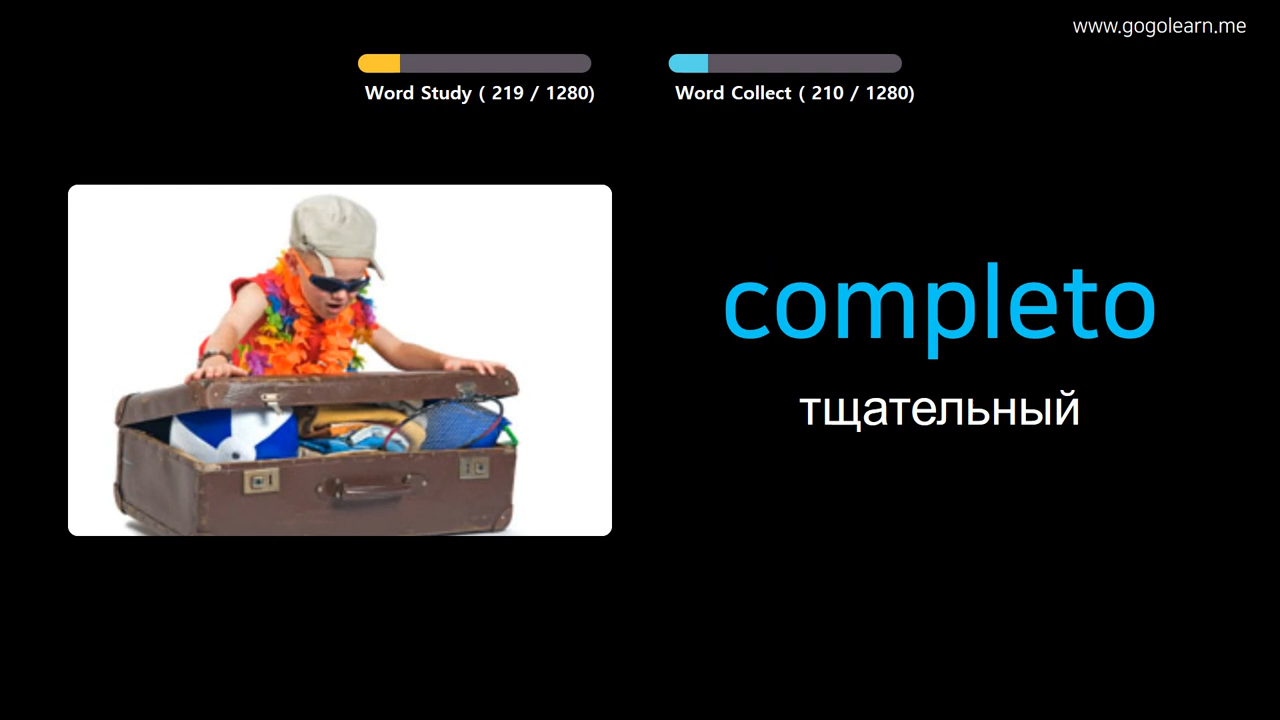 www.gogolearn.me
Word Study ( 219 / 1280)
Word Collect ( 210 / 1280)
completo
тщательный